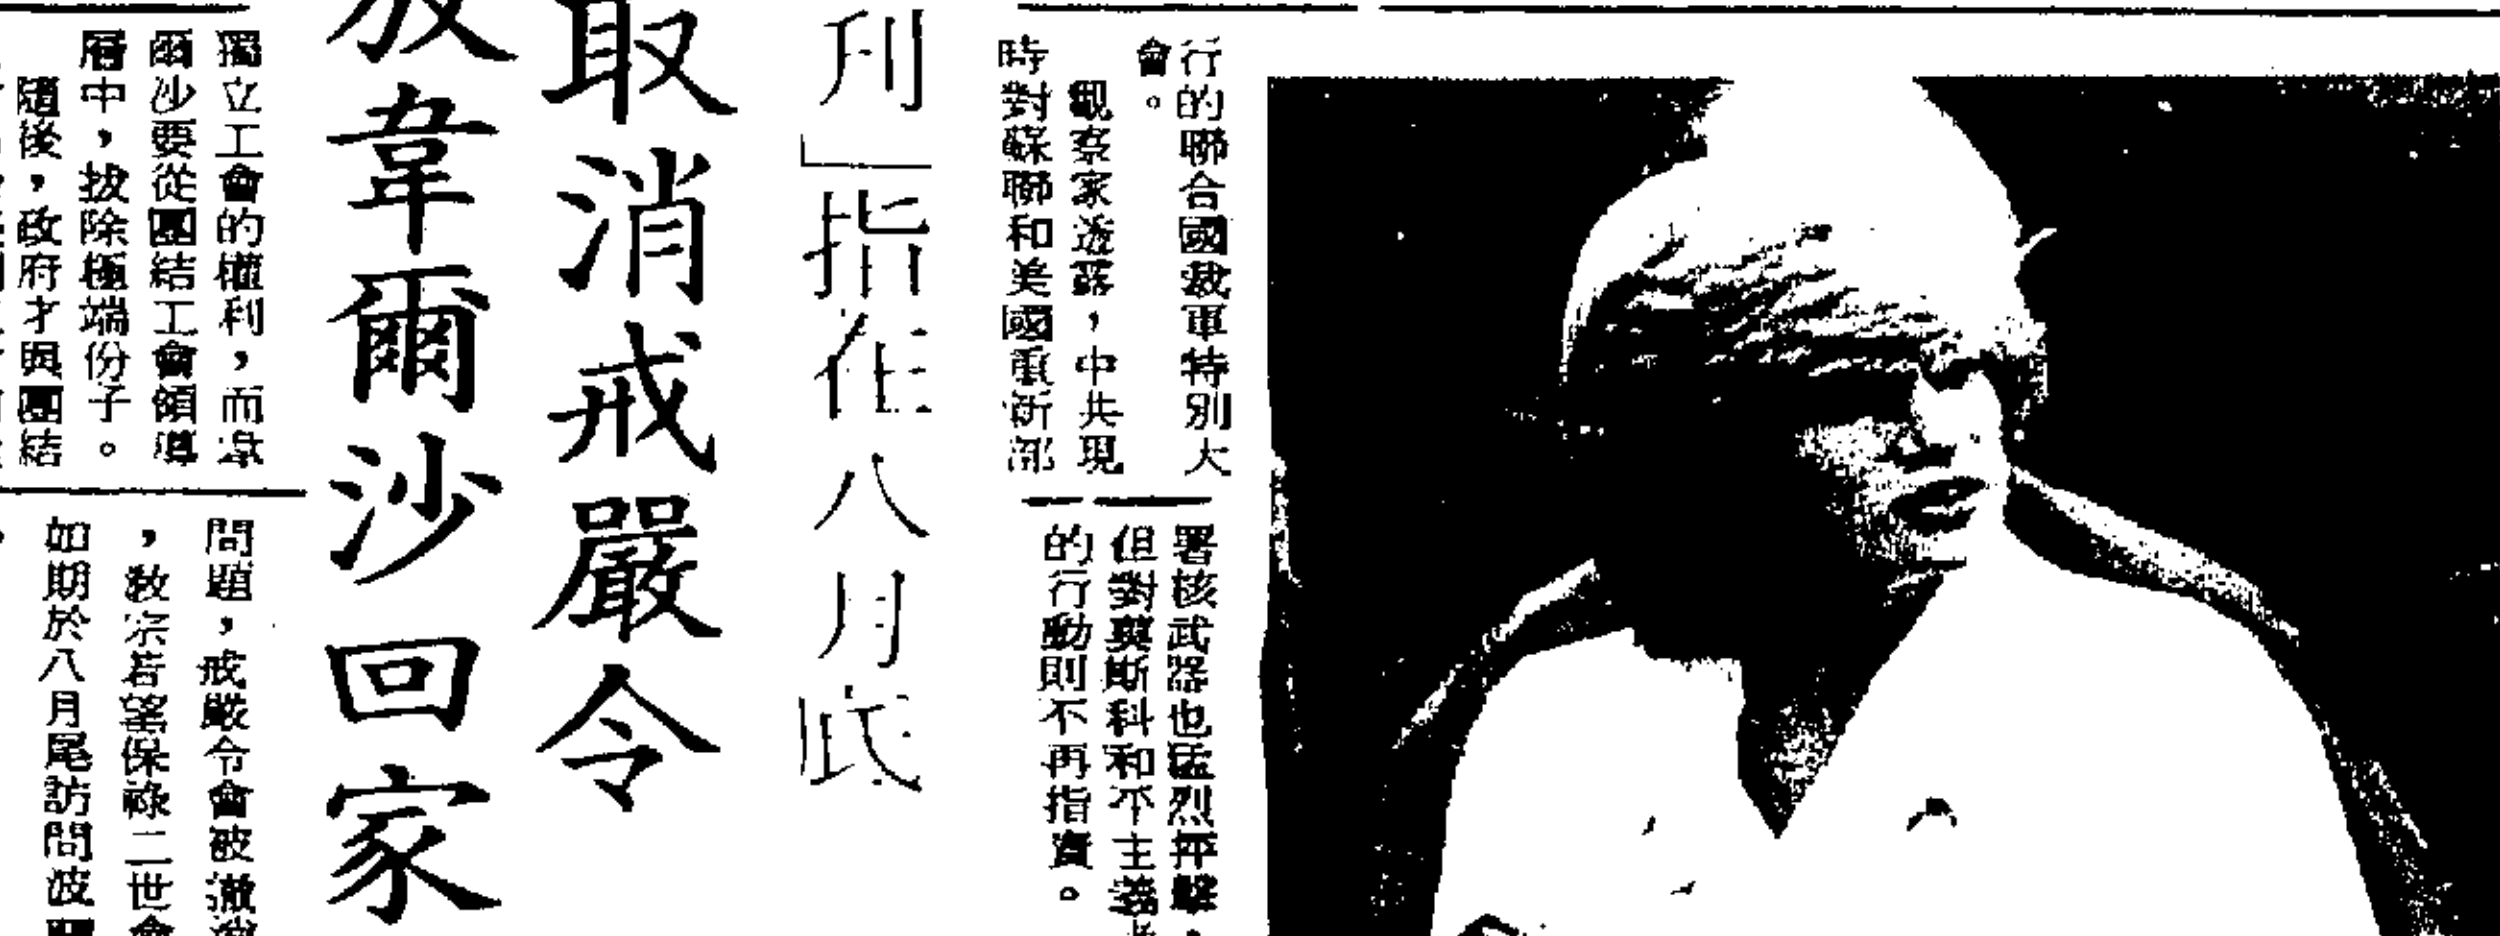 行的聯合國裁軍特別大
會。
觀袁家遊蘇，中共現
時對蘇聯和美國重新部
署該武器也猛烈抨擊，
但對莫斯科和不主義
的行動則不再指責。
刊」指在八月底
取消戒嚴令
放韋爾沙回家
獨立工會的權利，而
爾沙要從團結工會領導
層中，拔除極端份子。
隨後，政府才與團結
問題，戒嚴令會被撤
，教宗若望保祿二世會
如期於八月尾訪問波